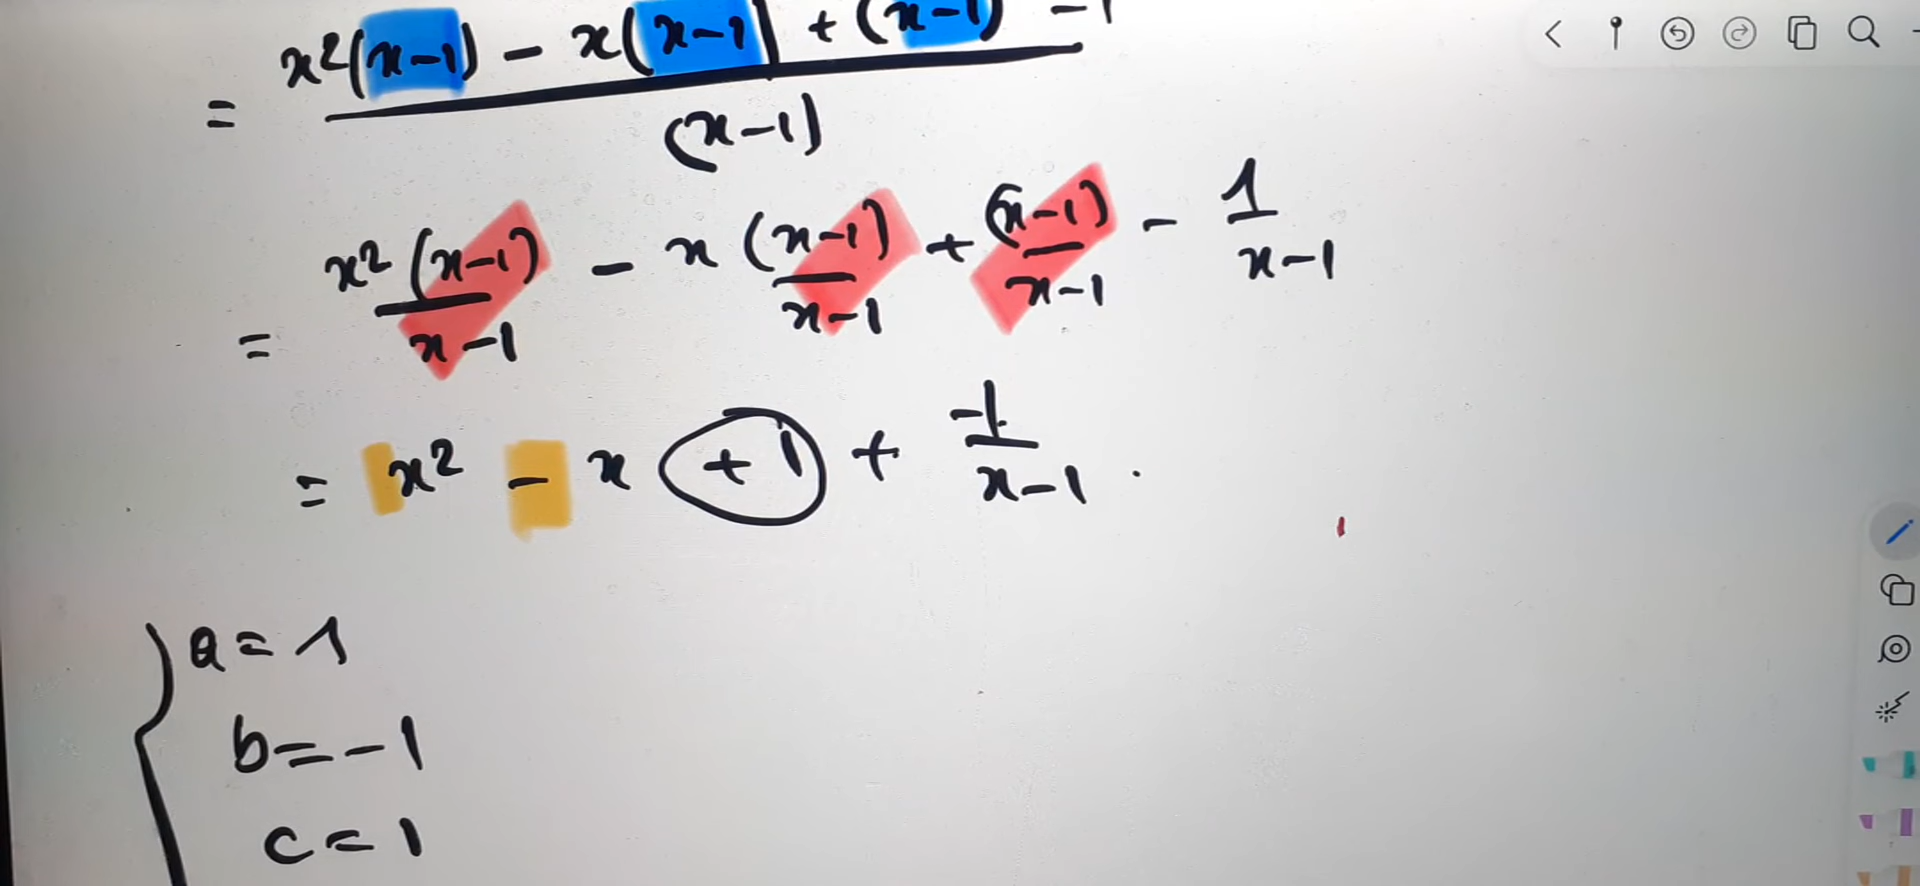 = x²(x-1) - x(x-1) + (x-1) - 1 / (x-1)
= x²(x-1)/x-1 - x(x-1)/x-1 + (x-1)/x-1 - 1/x-1
= x² - x + 1 + -1/x-1 .
a = 1
b = -1
c = 1